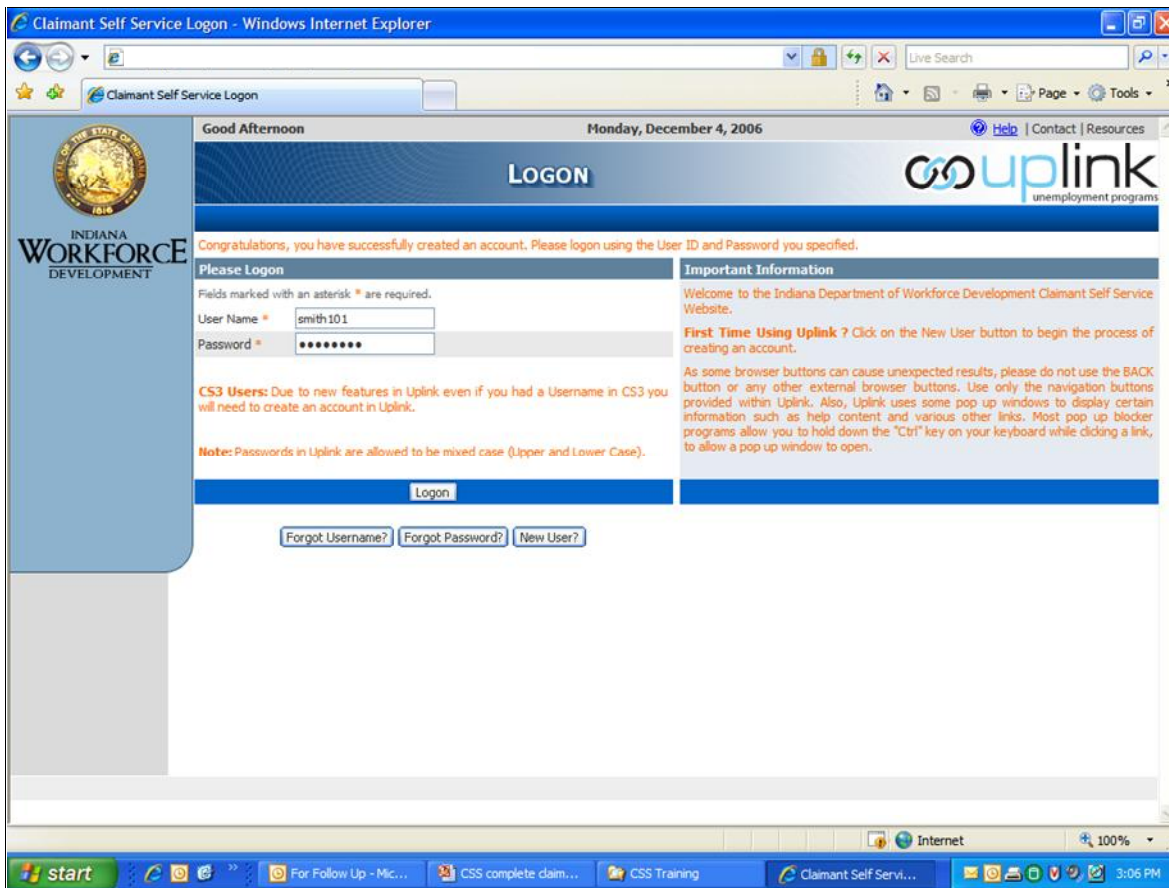 Claimant Self Service Logon - Windows Internet Explorer
Live Search
Claimant Self Service Logon
Page
Tools
Good Afternoon
Monday, December 4, 2006
Help | Contact | Resources
LOGON
uplink
unemployment programs
SEAL OF THE STATE OF INDIANA
1816
INDIANA
WORKFORCE
DEVELOPMENT
Congratulations, you have successfully created an account. Please logon using the User ID and Password you specified.
Please Logon
Fields marked with an asterisk * are required.
User Name *
smith101
Password *
••••••••
CS3 Users: Due to new features in Uplink even if you had a Username in CS3 you
will need to create an account in Uplink.
Note: Passwords in Uplink are allowed to be mixed case (Upper and Lower Case).
Logon
Forgot Username?
Forgot Password?
New User?
Important Information
Welcome to the Indiana Department of Workforce Development Claimant Self Service
Website.
First Time Using Uplink ? Click on the New User button to begin the process of
creating an account.
As some browser buttons can cause unexpected results, please do not use the BACK
button or any other external browser buttons. Use only the navigation buttons
provided within Uplink. Also, Uplink uses some pop up windows to display certain
information such as help content and various other links. Most pop up blocker
programs allow you to hold down the "Ctrl" key on your keyboard while clicking a link,
to allow a pop up window to open.
Internet
100%
start
For Follow Up - Mic...
CSS complete claim...
CSS Training
Claimant Self Servi...
3:06 PM